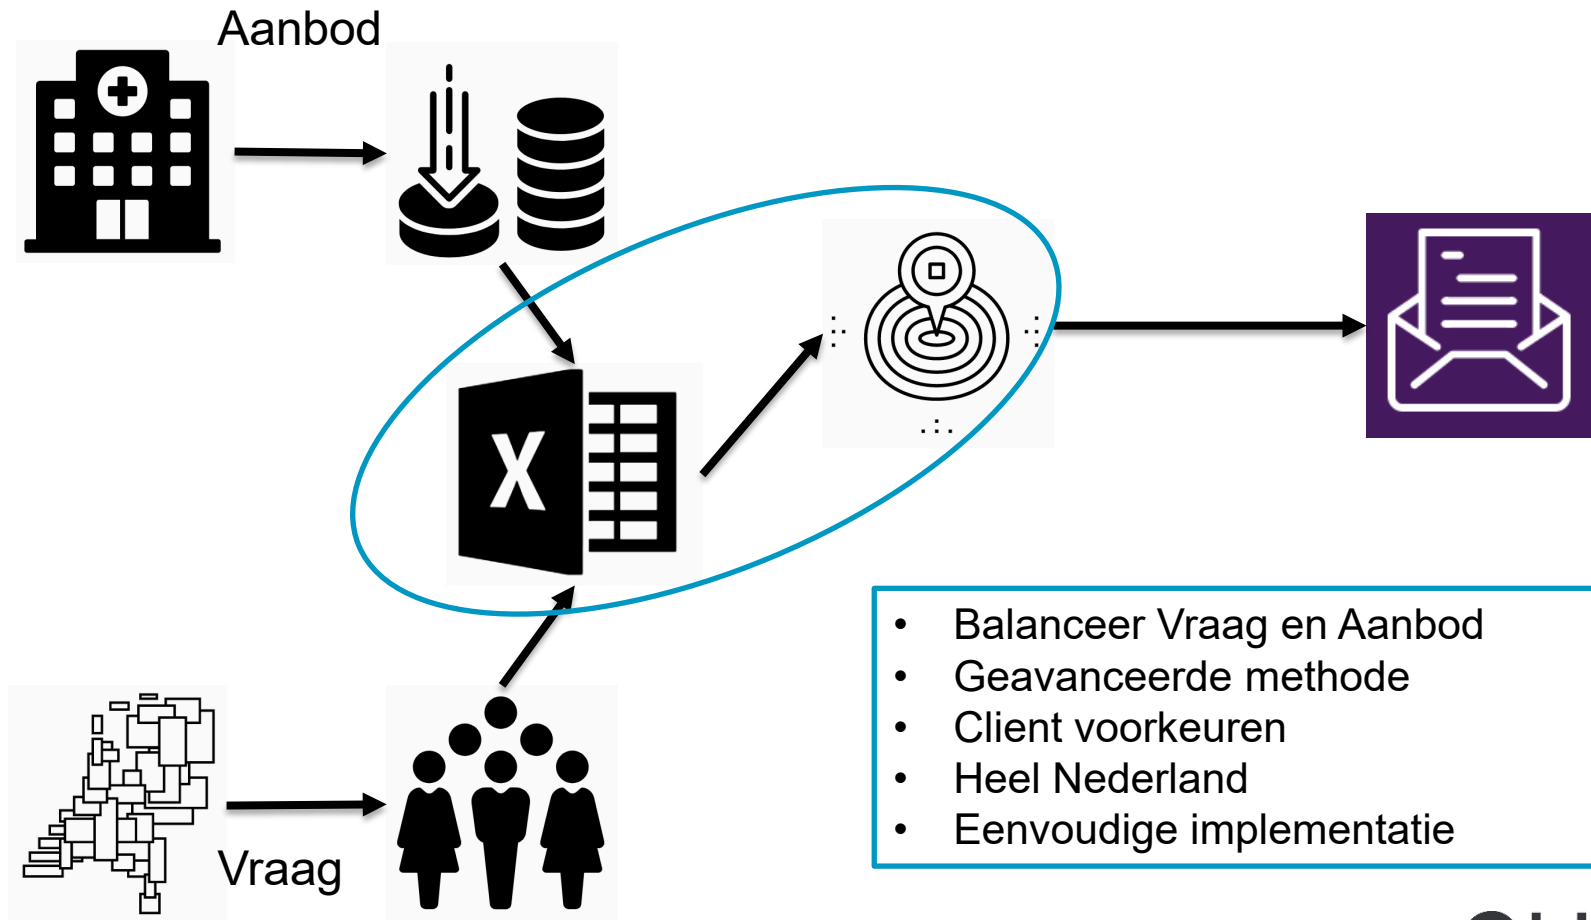 Aanbod
X
• Balanceer Vraag en Aanbod
• Geavanceerde methode
• Client voorkeuren
• Heel Nederland
• Eenvoudige implementatie
Vraag